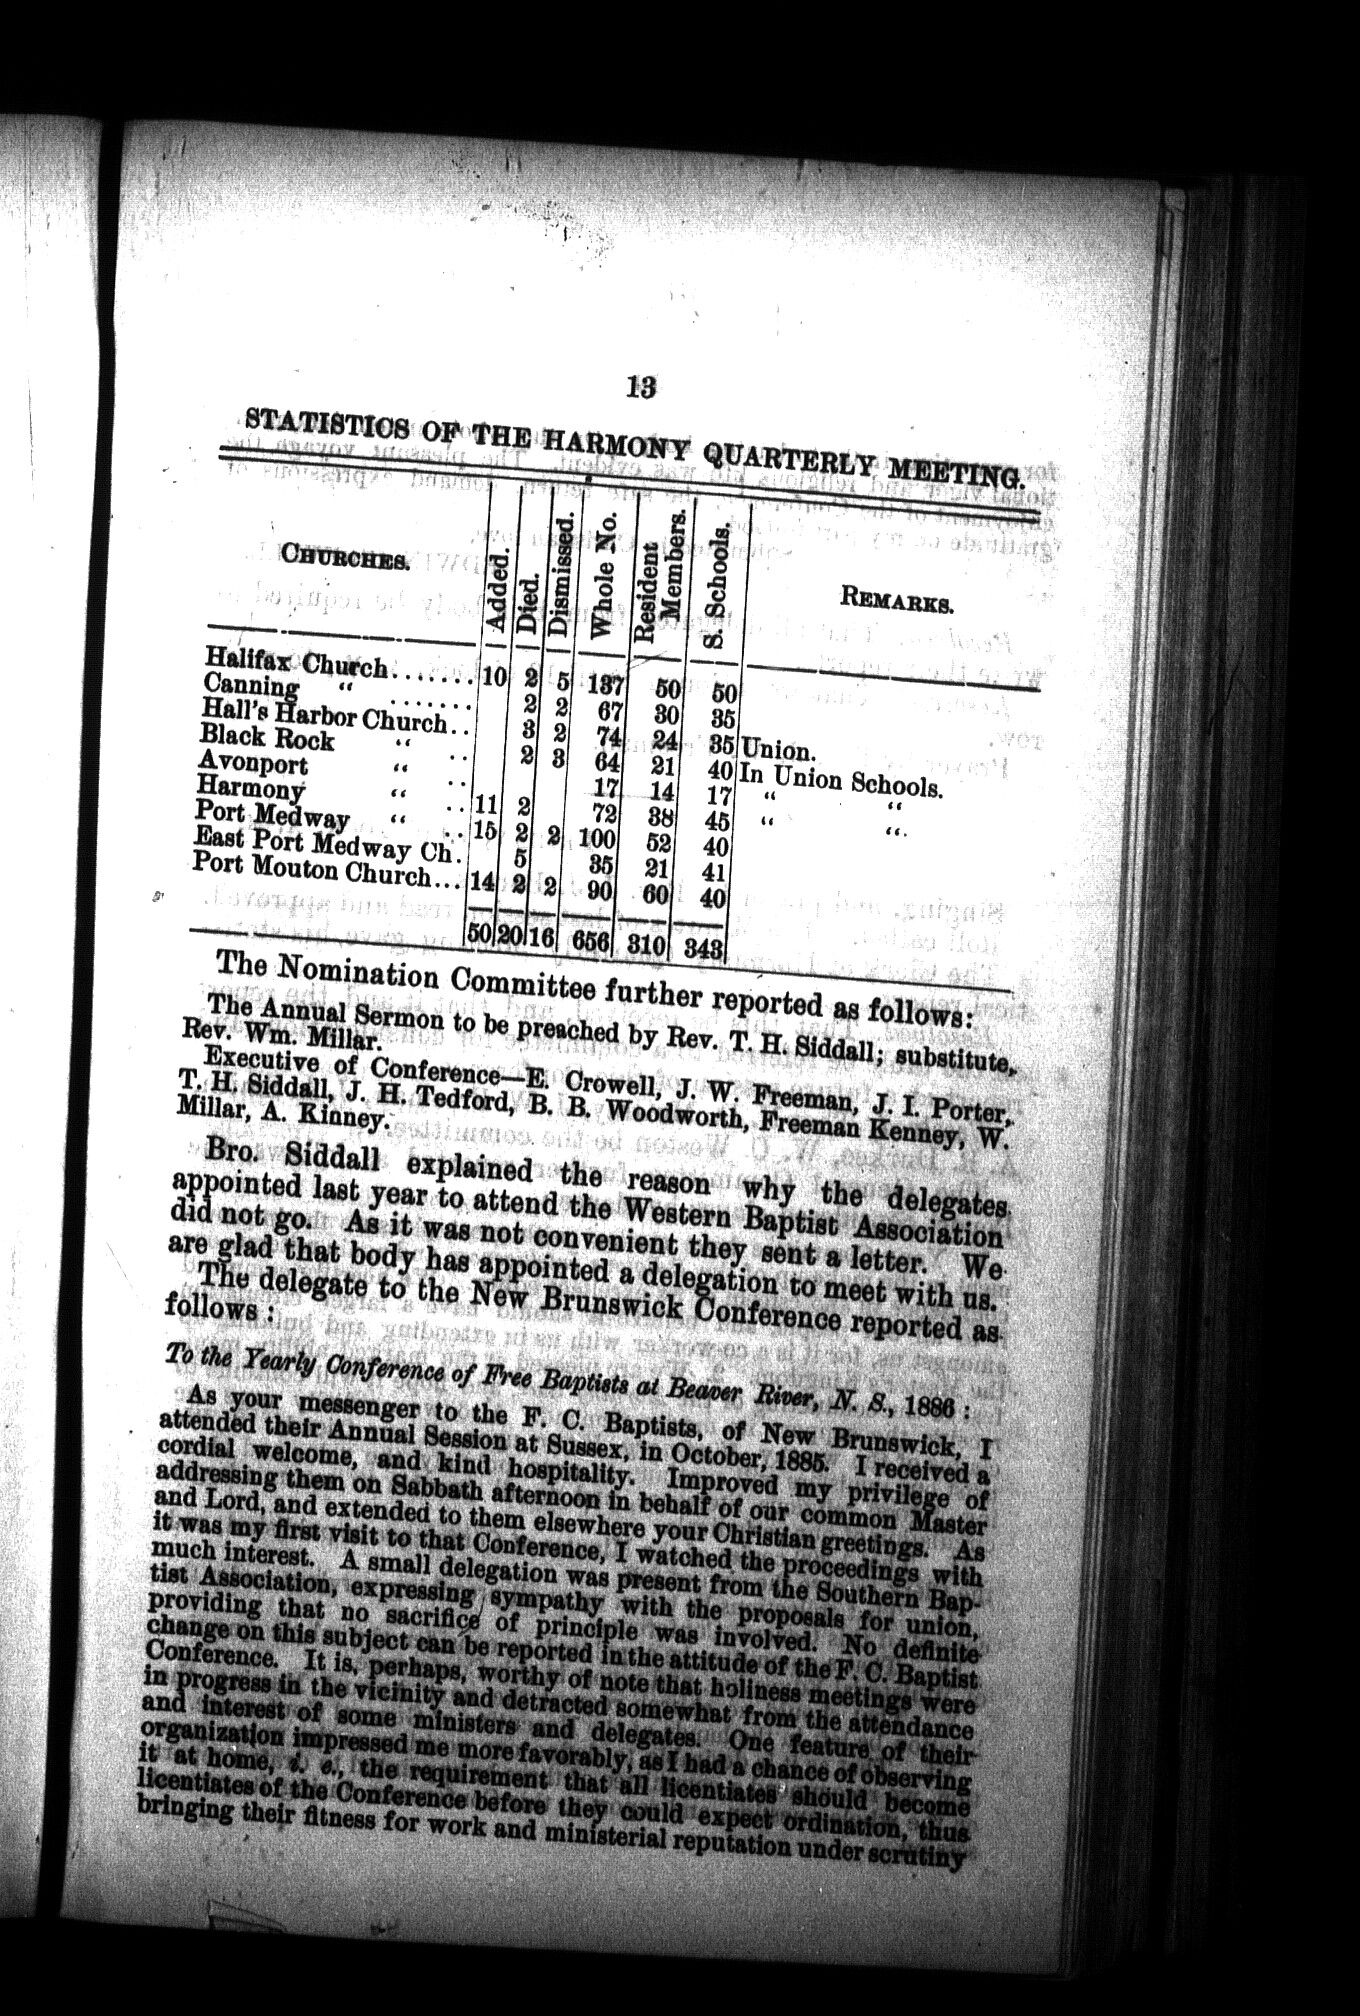 13
STATISTICS OF THE HARMONY QUARTERLY MEETING.
CHURCHES. Added. Died. Dismissed. Whole No. Resident Members. S. Schools. REMARKS.
Halifax Church....... 10 2 5 137 50 50
Canning “ ....... 2 2 67 30 35
Hall's Harbor Church.. 3 2 74 24 35 Union.
Black Rock “ .. 2 3 64 21 40 In Union Schools.
Avonport “ .. 17 14 17 “ “
Harmony “ .. 11 2 72 38 45 “ “.
Port Medway “ .. 15 2 2 100 52 40
East Port Medway Ch. 5 35 21 41
Port Mouton Church... 14 2 2 90 60 40
50 20 16 656 310 343
The Nomination Committee further reported as follows:
The Annual Sermon to be preached by Rev. T. H. Siddall; substitute,
Rev. Wm. Millar.
Executive of Conference—E. Crowell, J. W. Freeman, J. I. Porter,
T. H. Siddall, J. H. Tedford, B. B. Woodworth, Freeman Kenney, W.
Millar, A. Kinney.
Bro. Siddall explained the reason why the delegates
appointed last year to attend the Western Baptist Association
did not go. As it was not convenient they sent a letter. We
are glad that body has appointed a delegation to meet with us.
The delegate to the New Brunswick Conference reported as
follows:
To the Yearly Conference of Free Baptists at Beaver River, N. S., 1886:
As your messenger to the F. C. Baptists, of New Brunswick, I
attended their Annual Session at Sussex, in October, 1885. I received a
cordial welcome, and kind hospitality. Improved my privilege of
addressing them on Sabbath afternoon in behalf of our common Master
and Lord, and extended to them elsewhere your Christian greetings. As
it was my first visit to that Conference, I watched the proceedings with
much interest. A small delegation was present from the Southern Bap-
tist Association, expressing sympathy with the proposals for union,
providing that no sacrifice of principle was involved. No definite
change on this subject can be reported in the attitude of the F. C. Baptist
Conference. It is, perhaps, worthy of note that holiness meetings were
in progress in the vicinity and detracted somewhat from the attendance
and interest of some ministers and delegates. One feature of their
organization impressed me more favorably, as I had a chance of observing
it at home, i. e., the requirement that all licentiates should become
licentiates of the Conference before they could expect ordination, thus
bringing their fitness for work and ministerial reputation under scrutiny